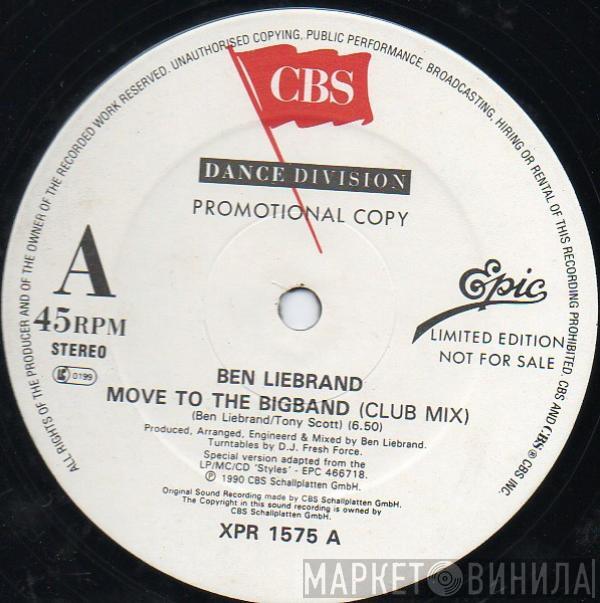 ALL RIGHTS OF THE PRODUCER AND OF THE OWNER OF THE RECORDED WORK RESERVED. UNAUTHORISED COPYING, PUBLIC PERFORMANCE, BROADCASTING, HIRING OR RENTAL OF THIS RECORDING PROHIBITED. CBS AND CBS ® CBS INC.
CBS
DANCE DIVISION
PROMOTIONAL COPY
A
45 RPM
STEREO
LC 0199
Epic
LIMITED EDITION
NOT FOR SALE
BEN LIEBRAND
MOVE TO THE BIGBAND (CLUB MIX)
(Ben Liebrand/Tony Scott) (6.50)
Produced, Arranged, Engineerd & Mixed by Ben Liebrand.
Turntables by D.J. Fresh Force.
Special version adapted from the
LP/MC/CD 'Styles' - EPC 466718.
℗ 1990 CBS Schallplatten GmbH.
Original Sound Recording made by CBS Schallplatten GmbH.
The Copyright in this sound recording is owned by
CBS Schallplatten GmbH.
XPR 1575 A
МАРКЕТ ВИНИЛА